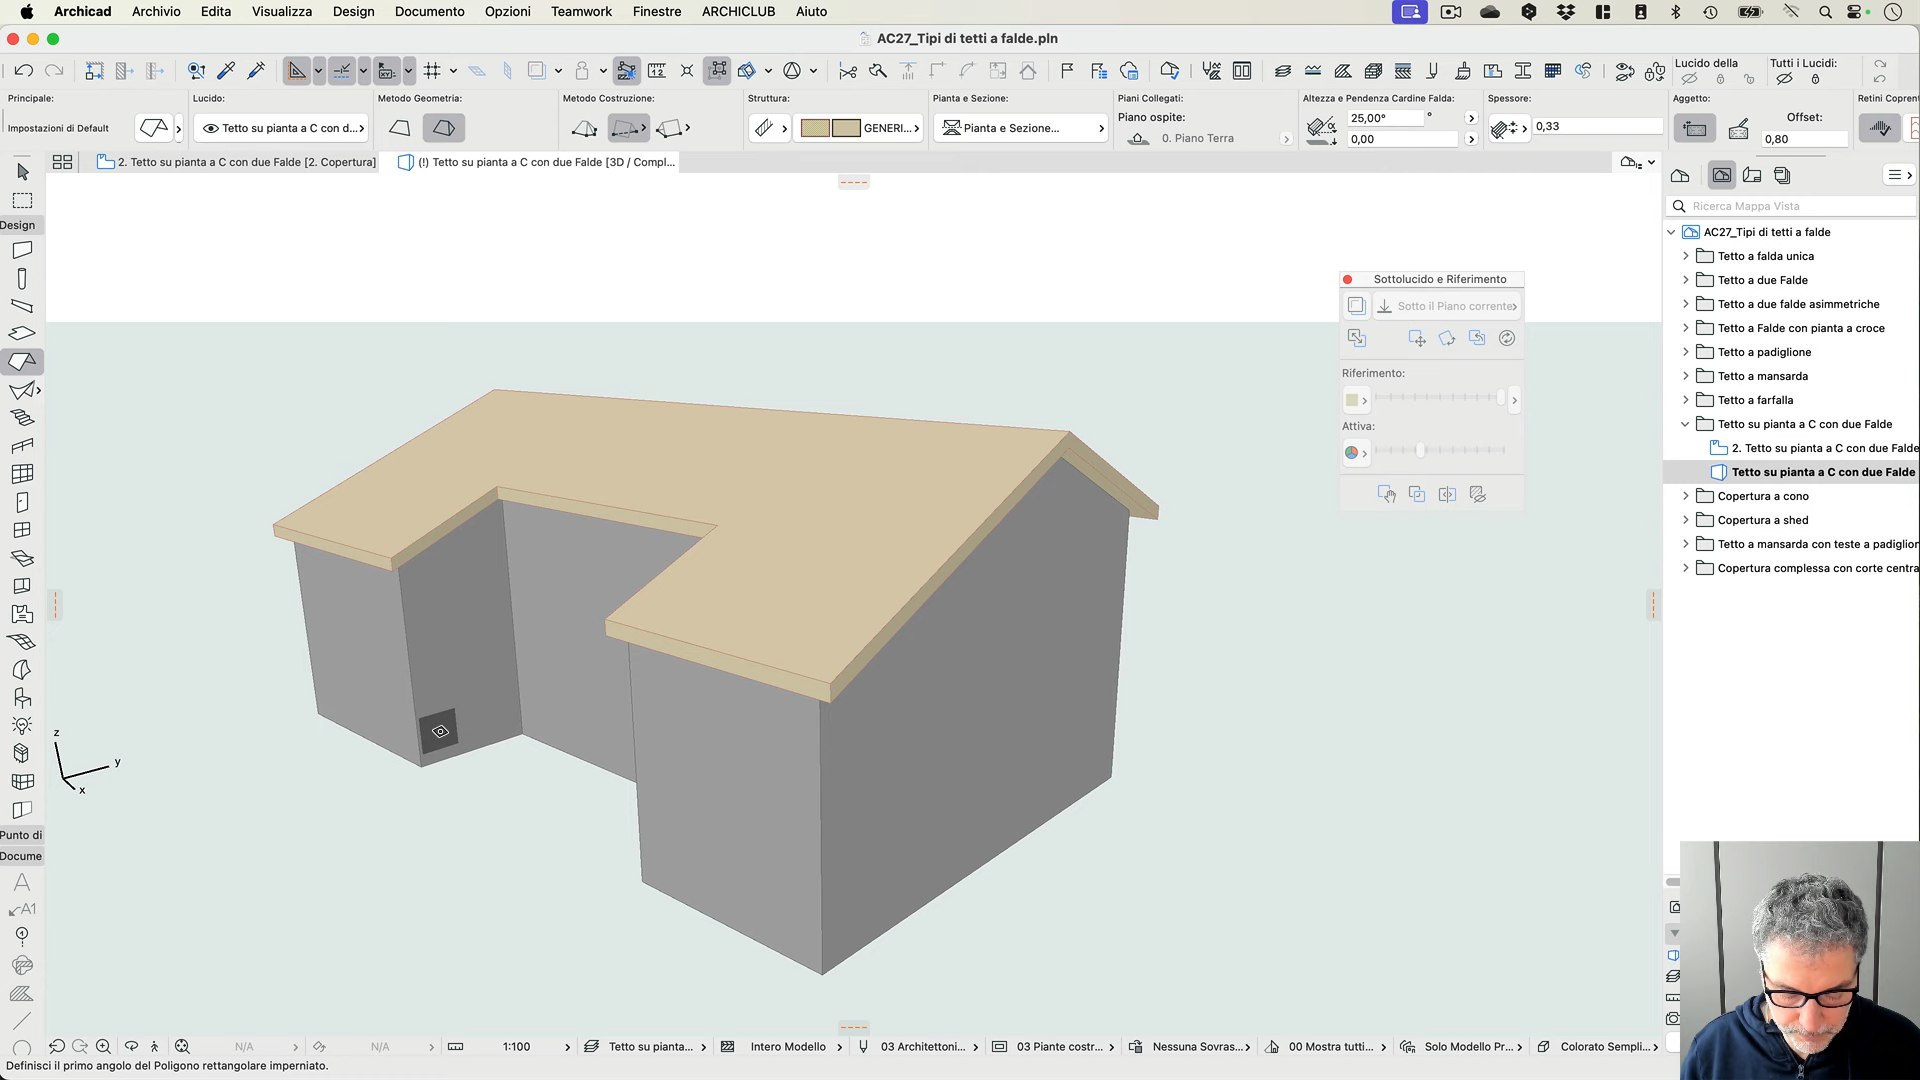 Archicad Archivio Edita Visualizza Design Documento Opzioni Teamwork Finestre ARCHICLUB Aiuto
AC27_Tipi di tetti a falde.pln
Lucido della
Tutti i Lucidi:
Principale:
Lucido:
Metodo Geometria:
Metodo Costruzione:
Struttura:
Pianta e Sezione:
Piani Collegati:
Altezza e Pendenza Cardine Falda:
Spessore:
Aggetto:
Retini Coprent
Impostazioni di Default
Tetto su pianta a C con d...
GENERI...
Pianta e Sezione...
Piano ospite:
0. Piano Terra
25,00°
°
0,00
0,33
Offset:
0,80
2. Tetto su pianta a C con due Falde [2. Copertura]
(!) Tetto su pianta a C con due Falde [3D / Compl...
Design
Ricerca Mappa Vista
AC27_Tipi di tetti a falde
Tetto a falda unica
Tetto a due Falde
Tetto a due falde asimmetriche
Tetto a Falde con pianta a croce
Tetto a padiglione
Tetto a mansarda
Tetto a farfalla
Tetto su pianta a C con due Falde
2. Tetto su pianta a C con due Falde
Tetto su pianta a C con due Falde
Copertura a cono
Copertura a shed
Tetto a mansarda con teste a padiglion
Copertura complessa con corte centra
Sottolucido e Riferimento
Sotto il Piano corrente
Riferimento:
Attiva:
z
y
x
Punto di
Docume
A
A1
N/A
N/A
1:100
Tetto su pianta...
Intero Modello
03 Architettoni...
03 Piante costr...
Nessuna Sovras...
00 Mostra tutti...
Solo Modello Pr...
Colorato Sempli...
Definisci il primo angolo del Poligono rettangolare imperniato.